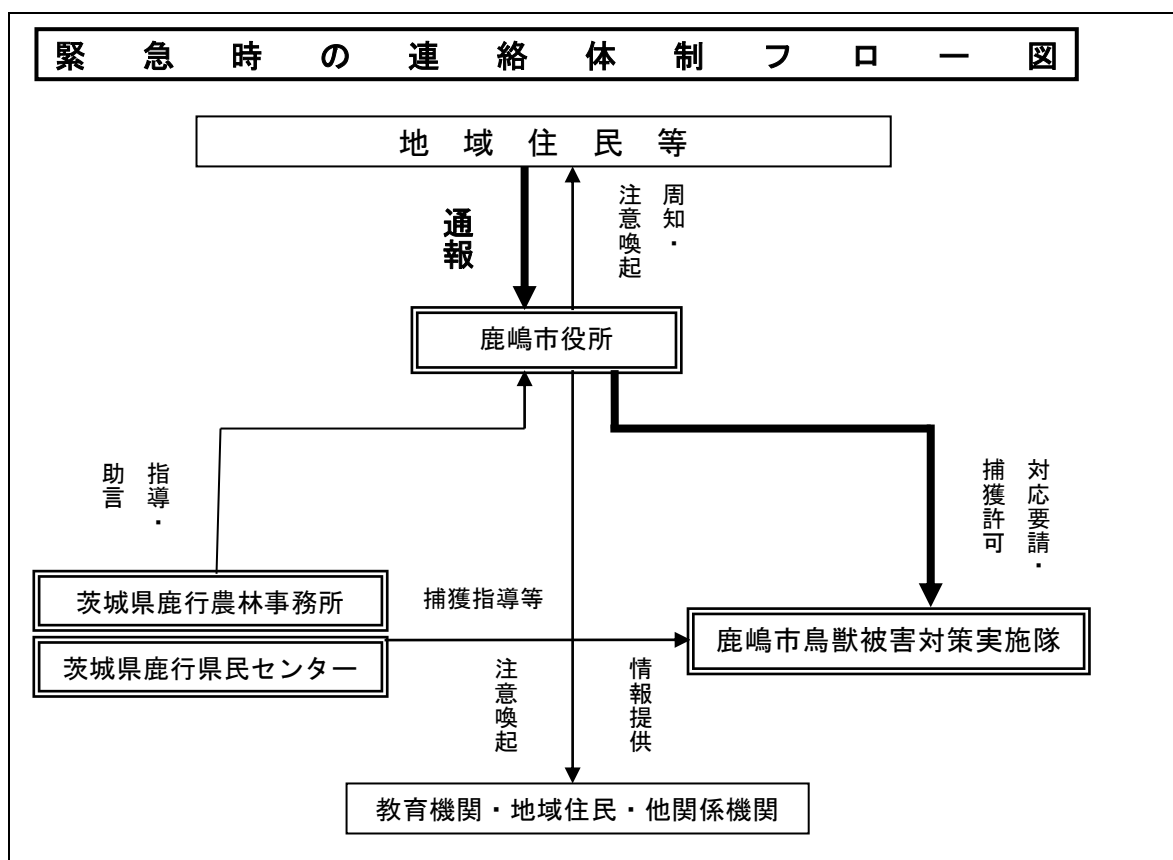 緊急時の連絡体制フロー図
地域住民等
通報
周知・
注意喚起
鹿嶋市役所
指導・
助言
対応要請・
捕獲許可
茨城県鹿行農林事務所
捕獲指導等
鹿嶋市鳥獣被害対策実施隊
茨城県鹿行県民センター
注意喚起
情報提供
教育機関・地域住民・他関係機関